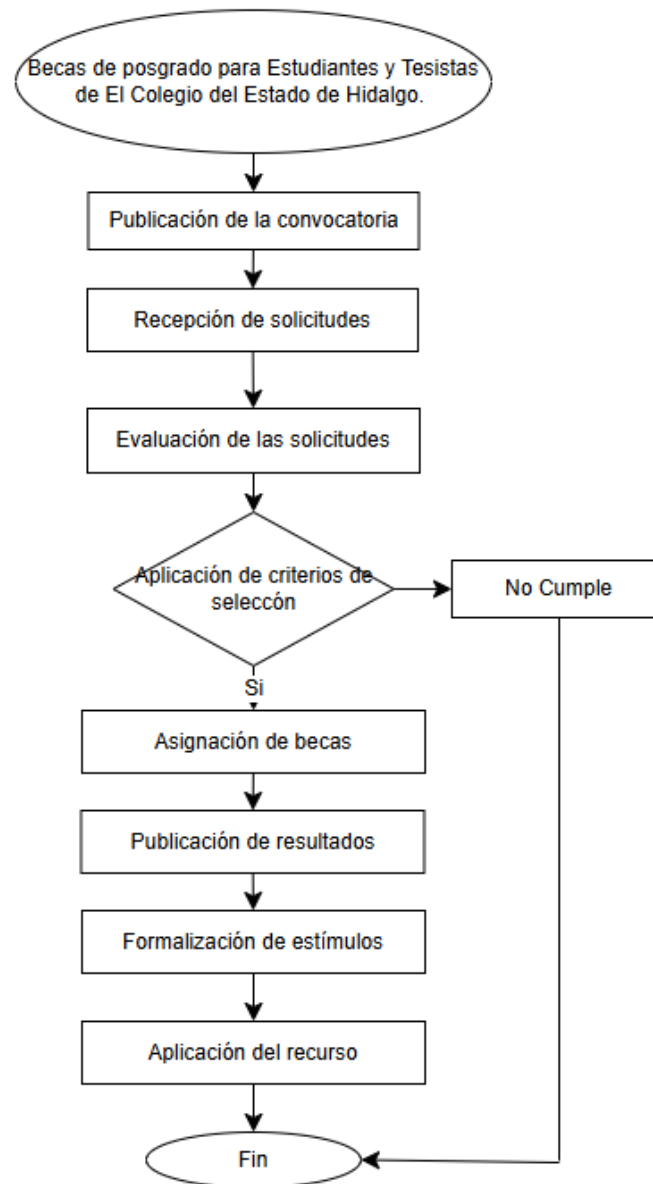 Becas de posgrado para Estudiantes y Tesistas
de El Colegio del Estado de Hidalgo.
Publicación de la convocatoria
Recepción de solicitudes
Evaluación de las solicitudes
Aplicación de criterios de
seleccón
No Cumple
Si
Asignación de becas
Publicación de resultados
Formalización de estímulos
Aplicación del recurso
Fin